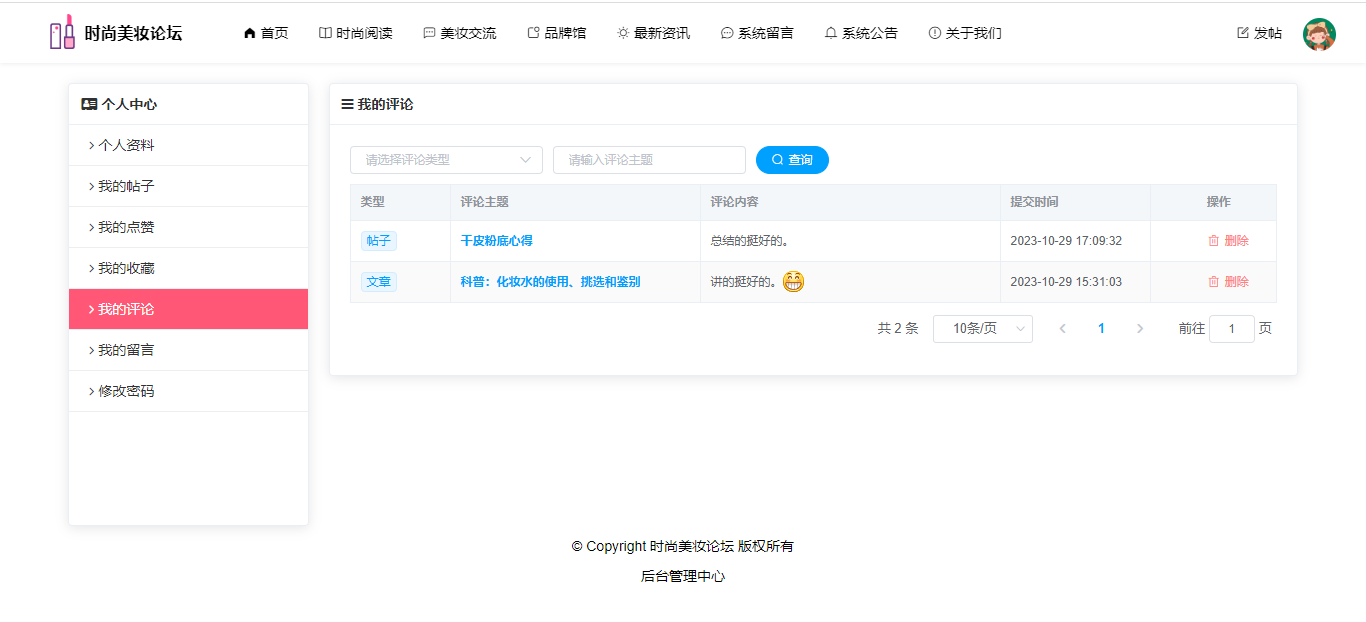 时尚美妆论坛 首页 时尚阅读 美妆交流 品牌馆 最新资讯 系统留言 系统公告 关于我们 发帖
个人中心
个人资料
我的帖子
我的点赞
我的收藏
我的评论
我的留言
修改密码
我的评论
请选择评论类型 请输入评论主题 查询
类型 评论主题 评论内容 提交时间 操作
帖子 干皮粉底心得 总结的挺好的。 2023-10-29 17:09:32 删除
文章 科普：化妆水的使用、挑选和鉴别 讲的挺好的。 2023-10-29 15:31:03 删除
共 2 条 10条/页 1 前往 1 页
© Copyright 时尚美妆论坛 版权所有
后台管理中心